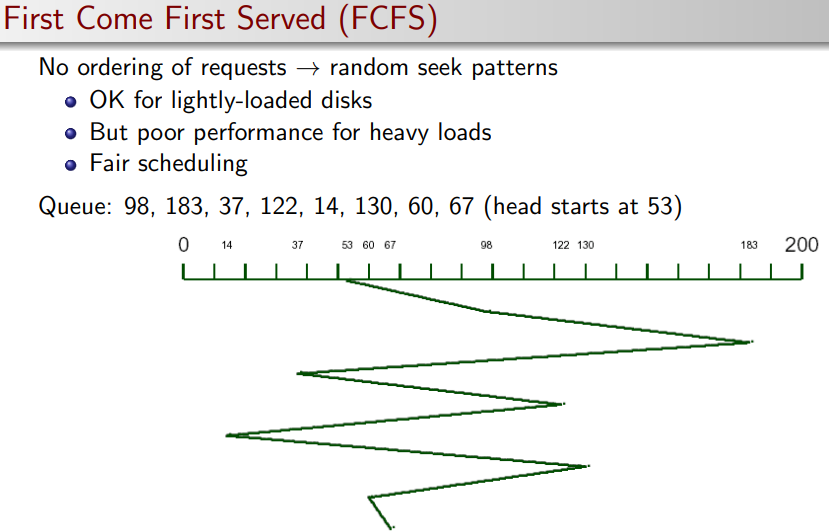 First Come First Served (FCFS)
No ordering of requests → random seek patterns
OK for lightly-loaded disks
But poor performance for heavy loads
Fair scheduling
Queue: 98, 183, 37, 122, 14, 130, 60, 67 (head starts at 53)
0 14 37 53 60 67 98 122 130 183 200